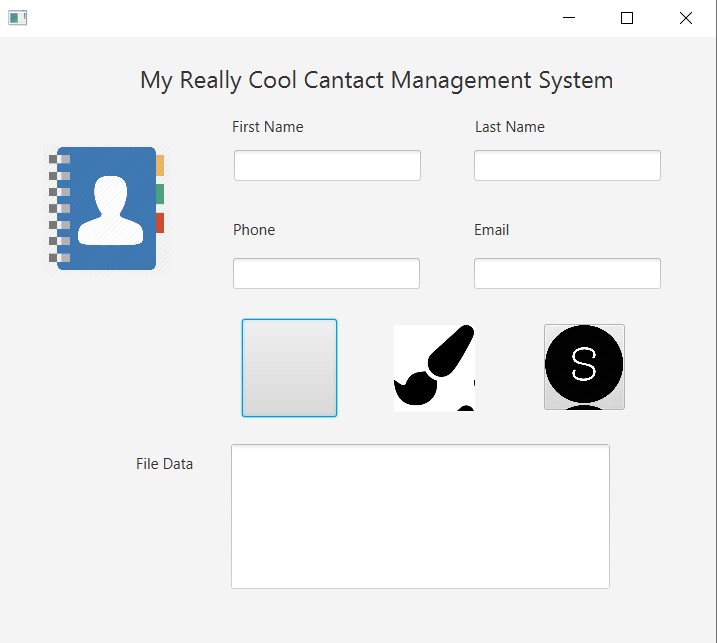 My Really Cool Cantact Management System
First Name
Last Name
Phone
Email
S
File Data